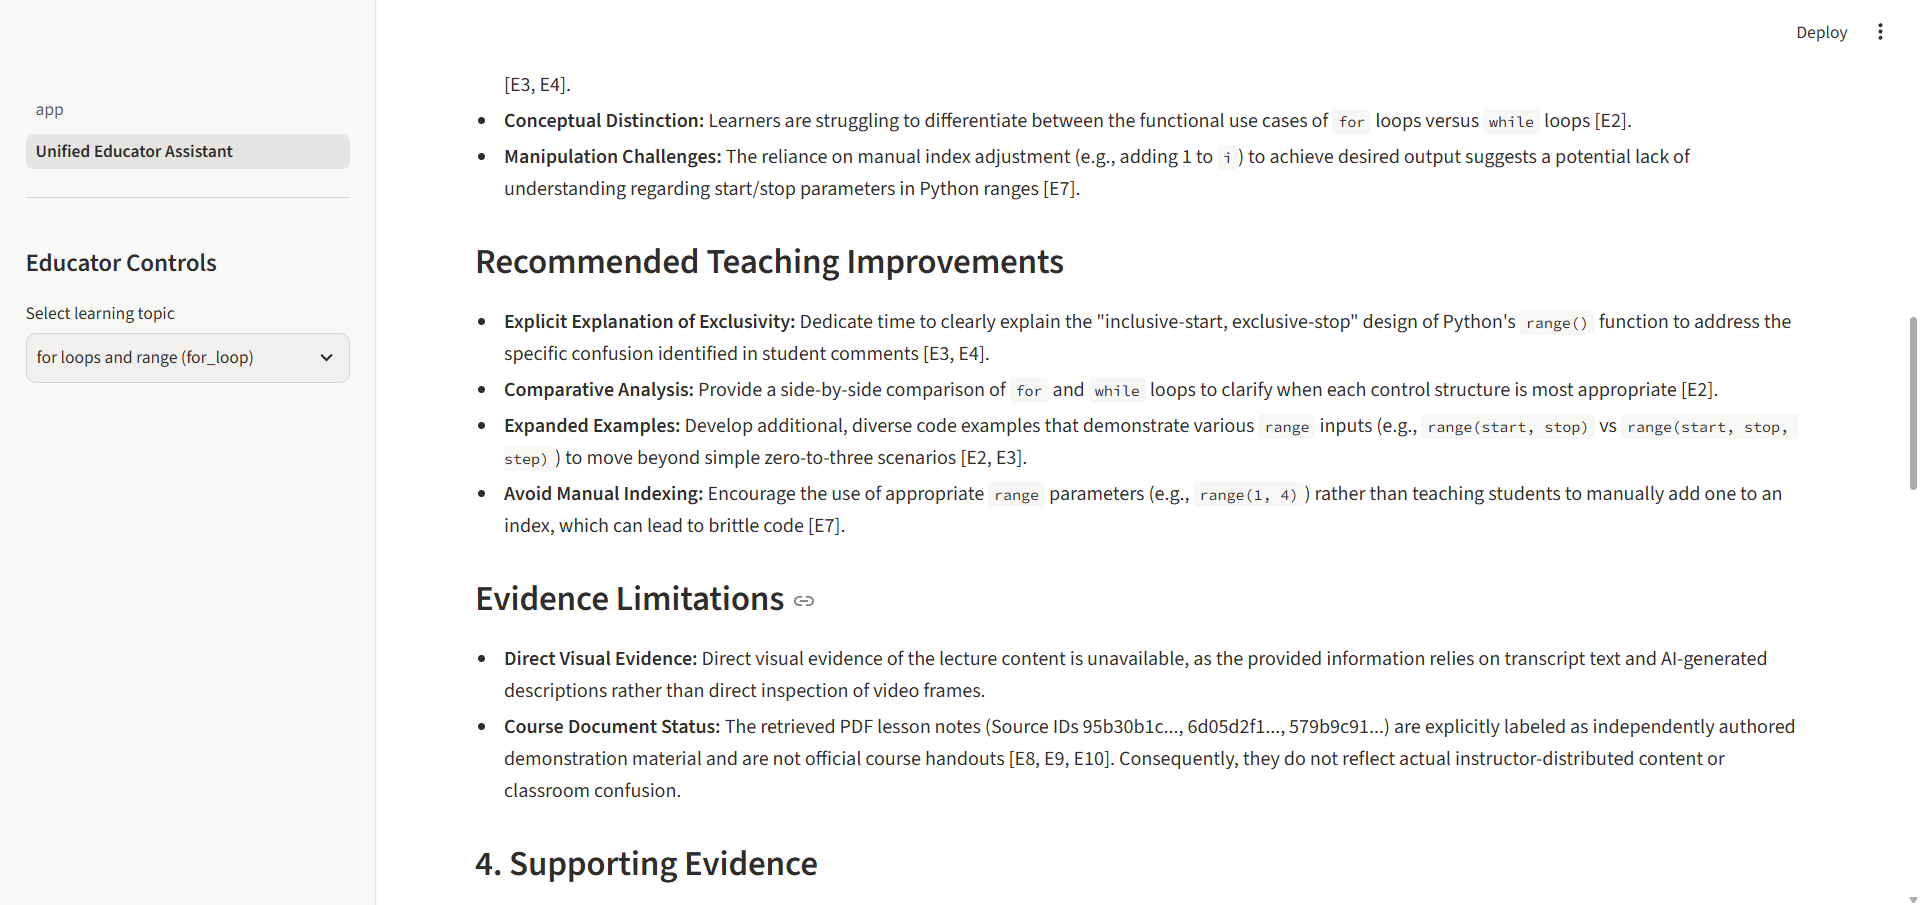 Deploy
app
Unified Educator Assistant
Educator Controls
Select learning topic
for loops and range (for_loop)
[E3, E4].
Conceptual Distinction: Learners are struggling to differentiate between the functional use cases of for loops versus while loops [E2].
Manipulation Challenges: The reliance on manual index adjustment (e.g., adding 1 to i ) to achieve desired output suggests a potential lack of
understanding regarding start/stop parameters in Python ranges [E7].
Recommended Teaching Improvements
Explicit Explanation of Exclusivity: Dedicate time to clearly explain the "inclusive-start, exclusive-stop" design of Python's range() function to address the
specific confusion identified in student comments [E3, E4].
Comparative Analysis: Provide a side-by-side comparison of for and while loops to clarify when each control structure is most appropriate [E2].
Expanded Examples: Develop additional, diverse code examples that demonstrate various range inputs (e.g., range(start, stop) vs range(start, stop,
step) ) to move beyond simple zero-to-three scenarios [E2, E3].
Avoid Manual Indexing: Encourage the use of appropriate range parameters (e.g., range(1, 4) ) rather than teaching students to manually add one to an
index, which can lead to brittle code [E7].
Evidence Limitations
Direct Visual Evidence: Direct visual evidence of the lecture content is unavailable, as the provided information relies on transcript text and AI-generated
descriptions rather than direct inspection of video frames.
Course Document Status: The retrieved PDF lesson notes (Source IDs 95b30b1c..., 6d05d2f1..., 579b9c91...) are explicitly labeled as independently authored
demonstration material and are not official course handouts [E8, E9, E10]. Consequently, they do not reflect actual instructor-distributed content or
classroom confusion.
4. Supporting Evidence